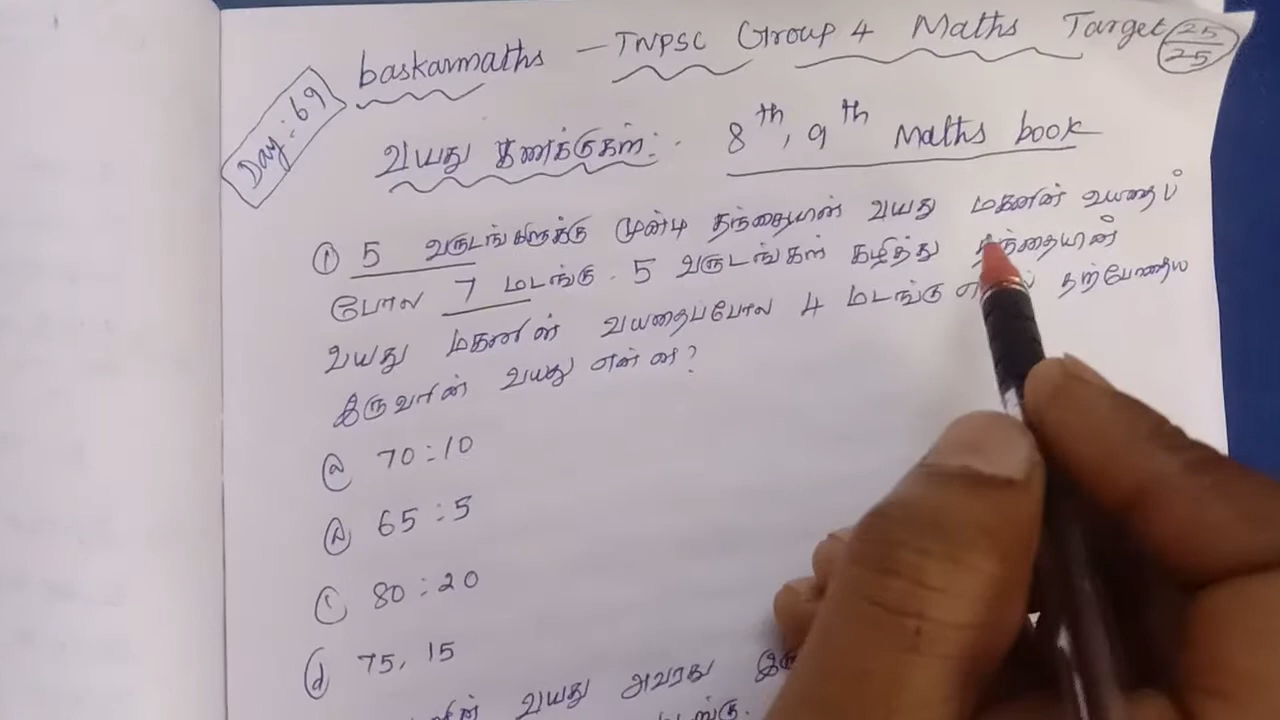 baskarmaths - TNPSC Group 4 Maths Target 25/25
Day: 69
வயது கணக்குகள்: 8th, 9th Maths book
① 5 வருடங்களுக்கு முன்பு தந்தையின் வயது மகனின் வயதைப்
போல 7 மடங்கு. 5 வருடங்கள் கழித்து தந்தையின்
வயது மகனின் வயதைப்போல 4 மடங்கு தற்போதைய
இருவரின் வயது என்ன?
ⓐ 70:10
ⓑ 65:5
ⓒ 80:20
ⓓ 75, 15
வயது அவரது